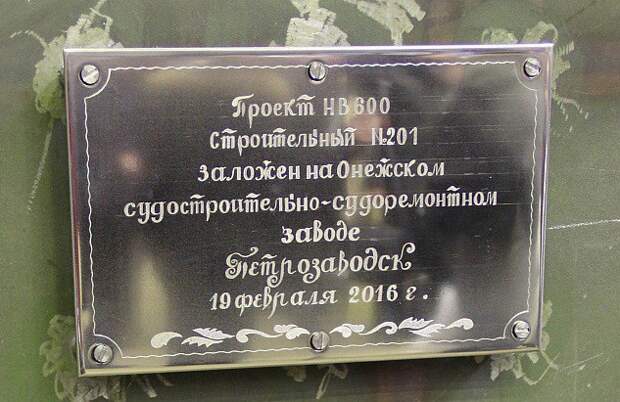 Проект НВ600
Строительный №201
заложен на Онежском
судостроительно-судоремонтном
заводе
Петрозаводск
19 февраля 2016 г.